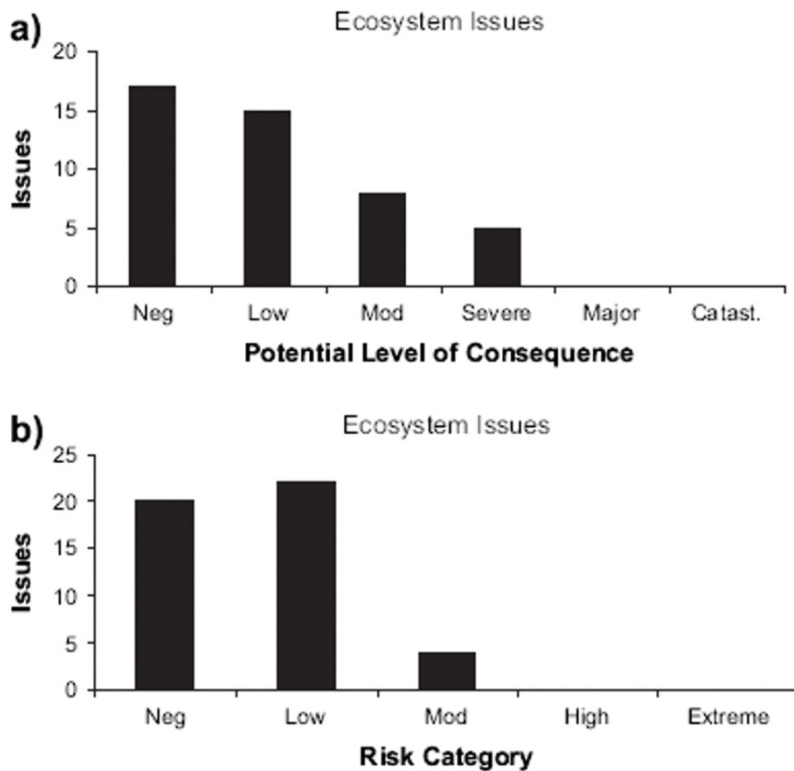 a)
Ecosystem Issues
20
15
10
5
0
Issues
Neg Low Mod Severe Major Catast.
Potential Level of Consequence
b)
Ecosystem Issues
25
20
15
10
5
0
Issues
Neg Low Mod High Extreme
Risk Category